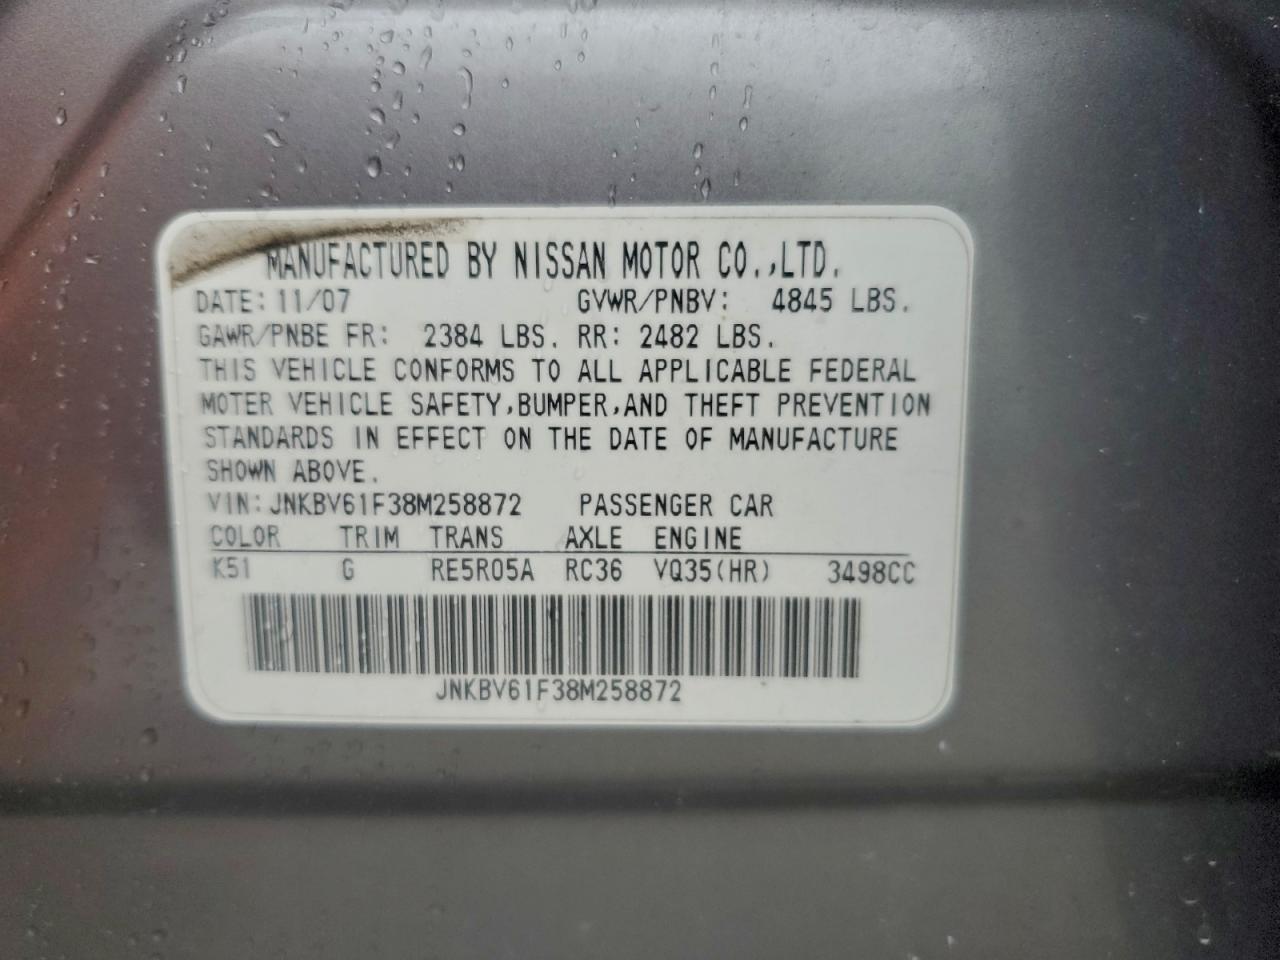 MANUFACTURED BY NISSAN MOTOR CO.,LTD.
DATE: 11/07 GVWR/PNBV: 4845 LBS.
GAWR/PNBE FR: 2384 LBS. RR: 2482 LBS.
THIS VEHICLE CONFORMS TO ALL APPLICABLE FEDERAL
MOTER VEHICLE SAFETY,BUMPER,AND THEFT PREVENTION
STANDARDS IN EFFECT ON THE DATE OF MANUFACTURE
SHOWN ABOVE.
VIN:JNKBV61F38M258872 PASSENGER CAR
COLOR TRIM TRANS AXLE ENGINE
K51 G RE5R05A RC36 VQ35(HR) 3498CC
JNKBV61F38M258872